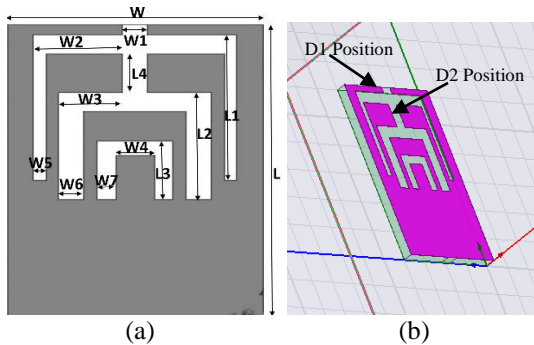 W
W1
W2
L4
W3
L1
L2
L
W4
L3
W5
W6
W7
D1 Position
D2 Position
(a)
(b)